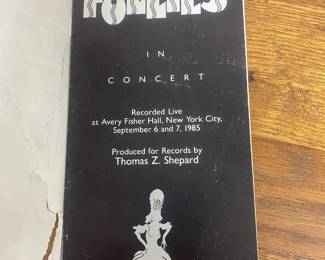 FOLLIES
IN
CONCERT
Recorded Live
at Avery Fisher Hall, New York City,
September 6 and 7, 1985
Produced for Records by
Thomas Z. Shepard